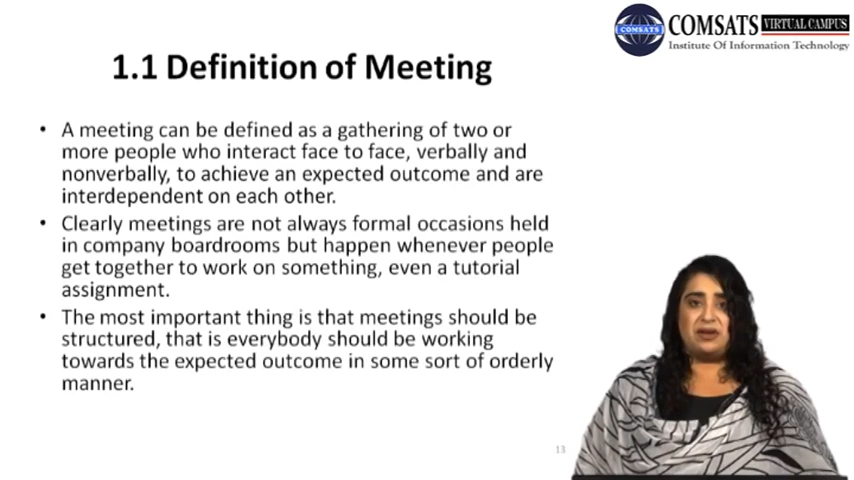 COMSATS
COMSATS VIRTUAL CAMPUS
Institute Of Information Technology
1.1 Definition of Meeting
• A meeting can be defined as a gathering of two or
more people who interact face to face, verbally and
nonverbally, to achieve an expected outcome and are
interdependent on each other.
• Clearly meetings are not always formal occasions held
in company boardrooms but happen whenever people
get together to work on something, even a tutorial
assignment.
• The most important thing is that meetings should be
structured, that is everybody should be working
towards the expected outcome in some sort of orderly
manner.
13